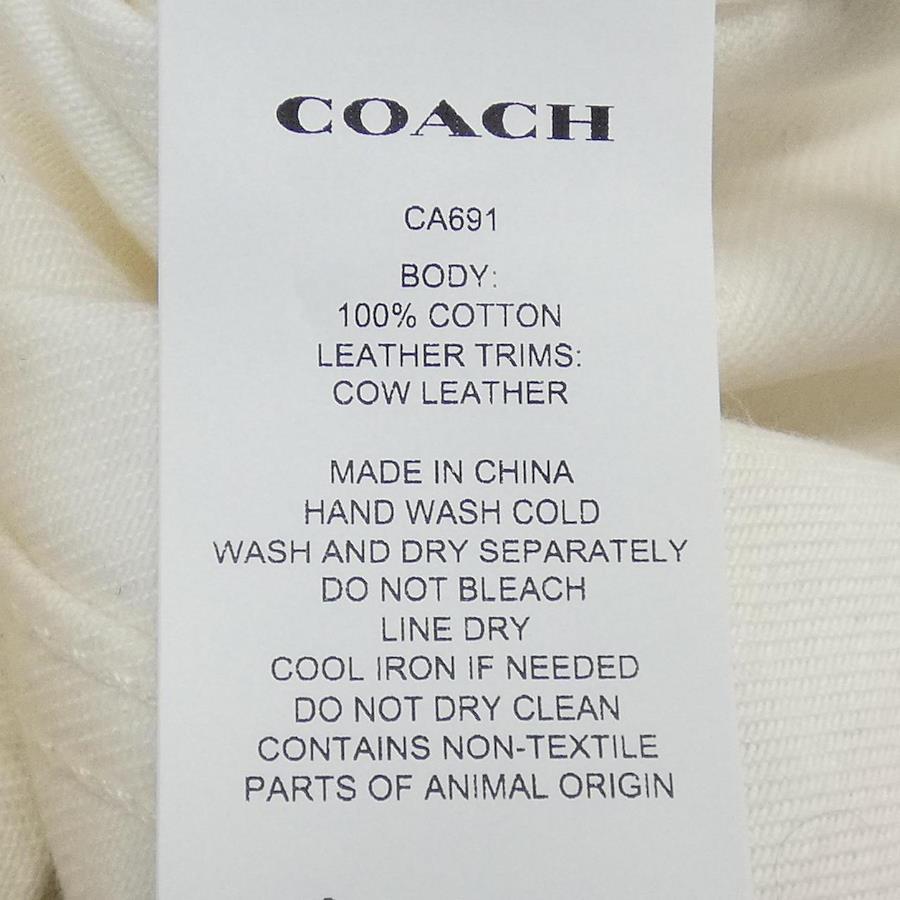 COACH
CA691
BODY:
100% COTTON
LEATHER TRIMS:
COW LEATHER
MADE IN CHINA
HAND WASH COLD
WASH AND DRY SEPARATELY
DO NOT BLEACH
LINE DRY
COOL IRON IF NEEDED
DO NOT DRY CLEAN
CONTAINS NON-TEXTILE
PARTS OF ANIMAL ORIGIN